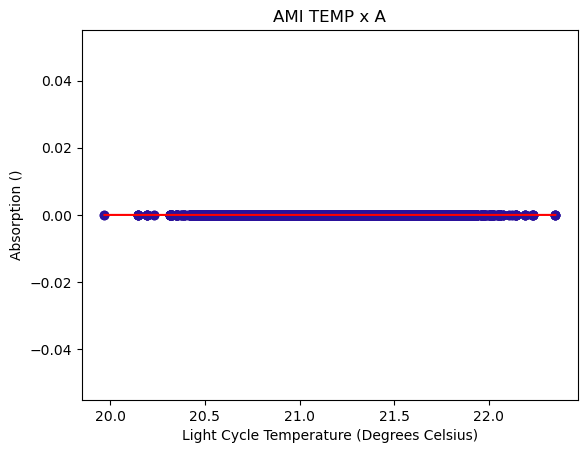 AMI TEMP x A
0.04
0.02
0.00
−0.02
−0.04
Absorption ()
20.0 20.5 21.0 21.5 22.0
Light Cycle Temperature (Degrees Celsius)